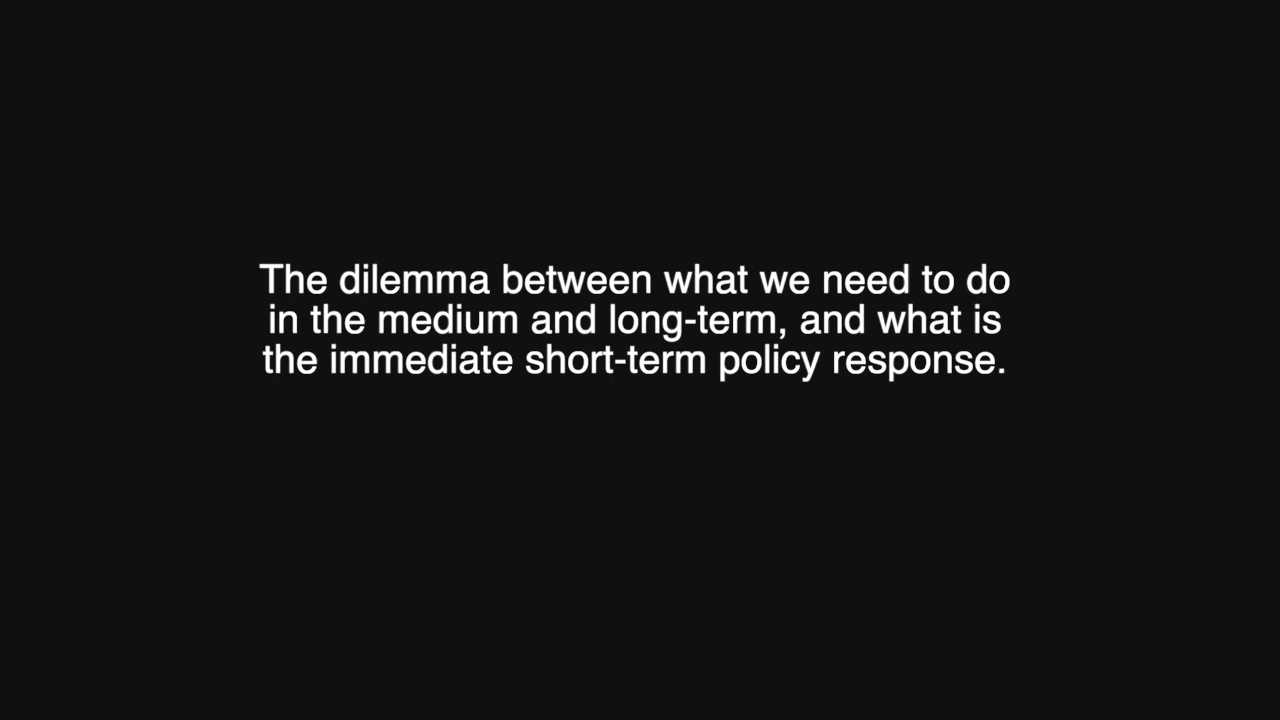 The dilemma between what we need to do
in the medium and long-term, and what is
the immediate short-term policy response.